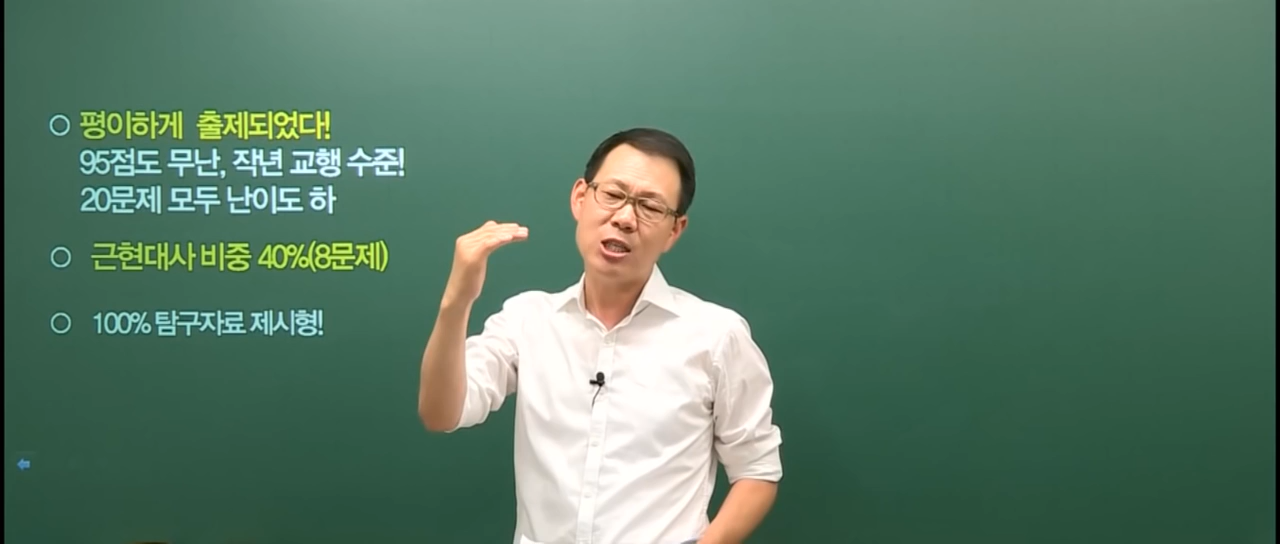 ○ 평이하게 출제되었다!
95점도 무난, 작년 교행 수준!
20문제 모두 난이도 하
○ 근현대사 비중 40%(8문제)
○ 100% 탐구자료 제시형!